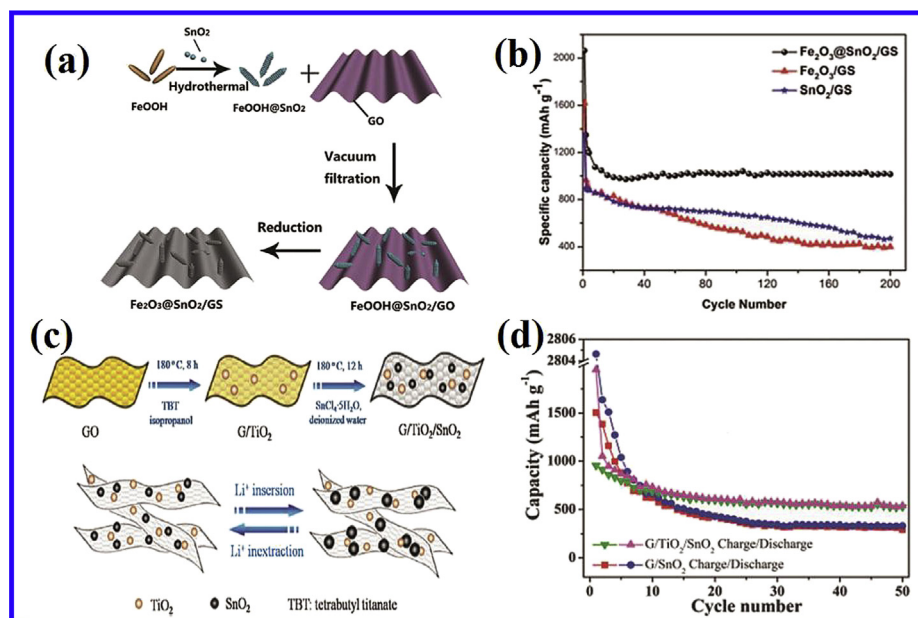 (a)
SnO₂
Hydrothermal
FeOOH
FeOOH@SnO₂
+
GO
Vacuum
filtration
Reduction
Fe₂O₃@SnO₂/GS
FeOOH@SnO₂/GO
(b)
Specific capacity (mAh g⁻¹)
2000
1600
1200
800
400
Fe₂O₃@SnO₂/GS
Fe₂O₃/GS
SnO₂/GS
0 40 80 120 160 200
Cycle Number
(c)
180°C, 8 h
180°C, 12 h
TBT
isopropanol
SnCl₄·5H₂O,
deionized water
GO
G/TiO₂
G/TiO₂/SnO₂
Li⁺ insersion
Li⁺ inextraction
TiO₂
SnO₂
TBT: tetrabutyl titanate
(d)
Capacity (mAh g⁻¹)
2806
2804
1500
1000
500
0
G/TiO₂/SnO₂ Charge/Discharge
G/SnO₂ Charge/Discharge
0 10 20 30 40 50
Cycle number